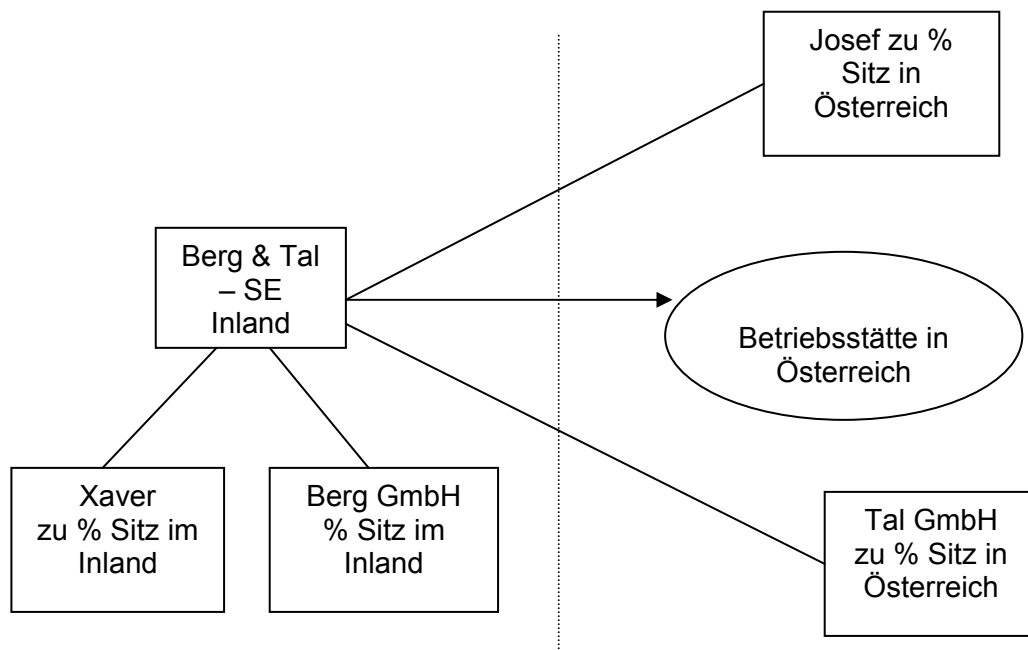 Josef zu %
Sitz in
Österreich
Berg & Tal
– SE
Inland
Betriebsstätte in
Österreich
Xaver
zu % Sitz im
Inland
Berg GmbH
% Sitz im
Inland
Tal GmbH
zu % Sitz in
Österreich